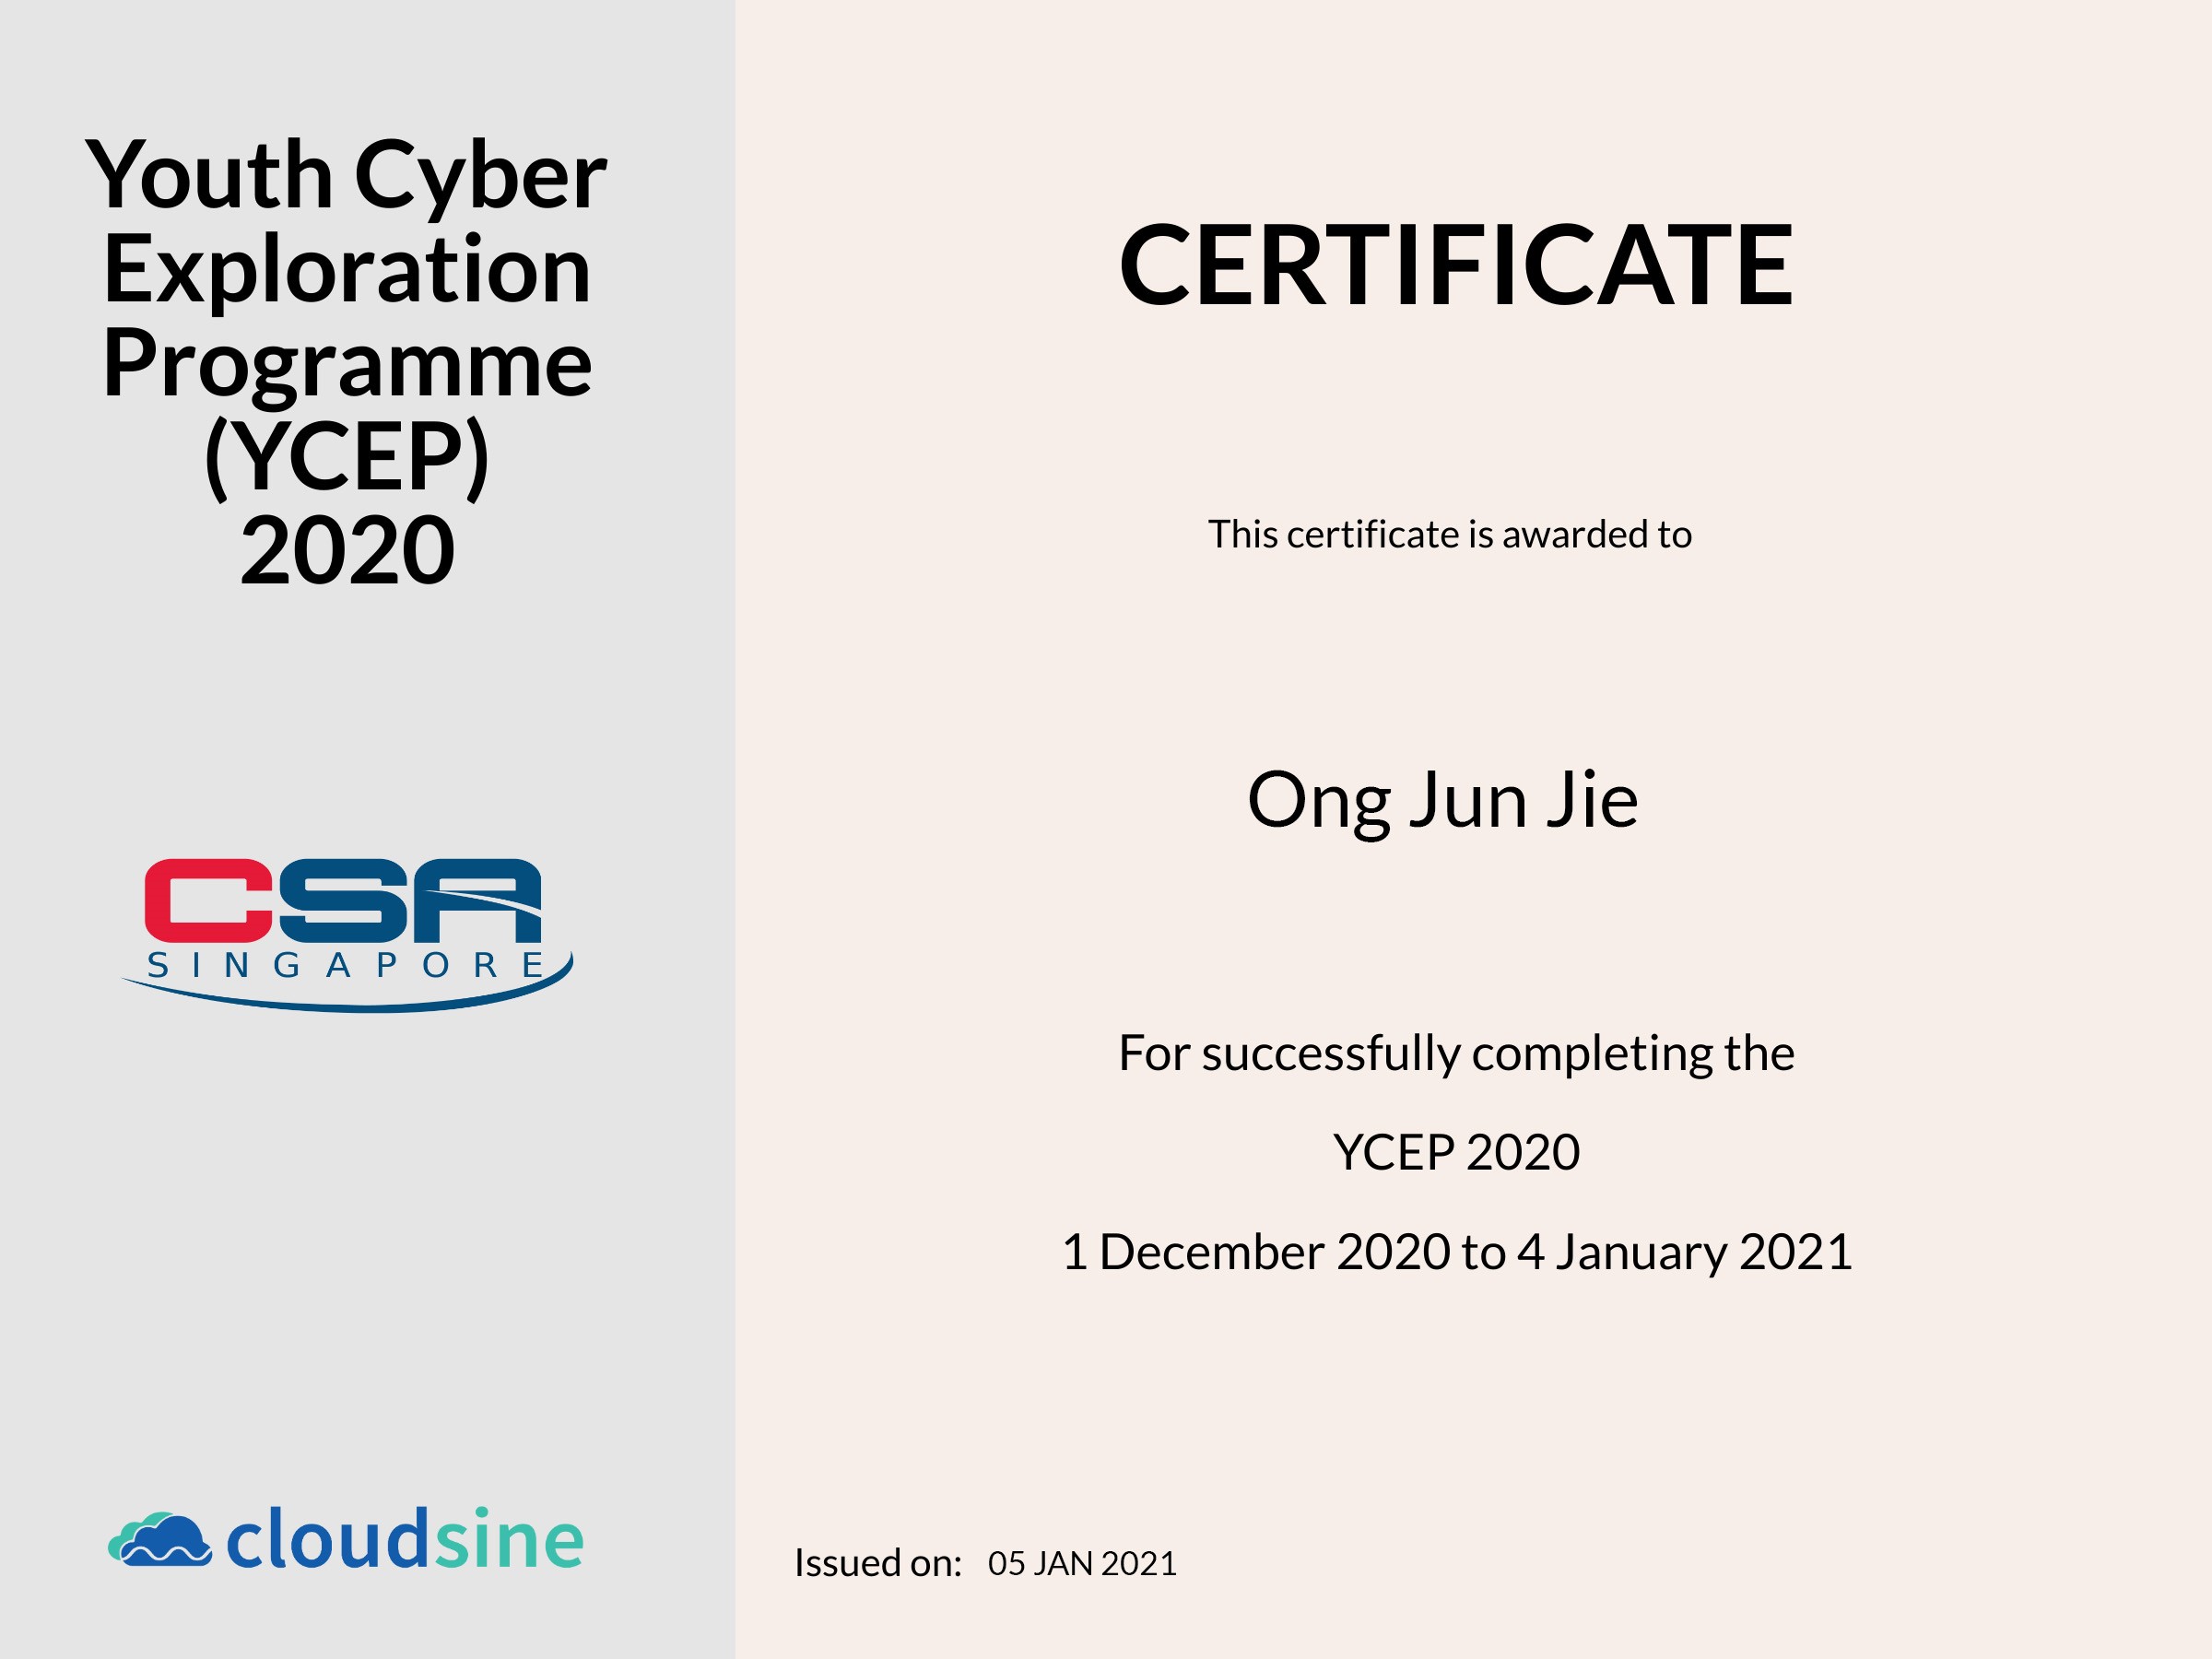 Youth Cyber
Exploration
Programme
(YCEP)
2020
CSA
SINGAPORE
cloudsine
CERTIFICATE
This certificate is awarded to
Ong Jun Jie
For successfully completing the
YCEP 2020
1 December 2020 to 4 January 2021
Issued on: 05 JAN 2021